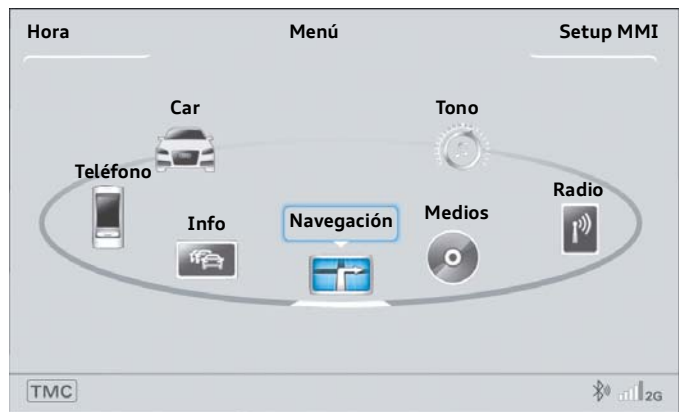 Hora Menú Setup MMI
Car Tono
Teléfono
Radio
Info Navegación Medios
TMC 2G